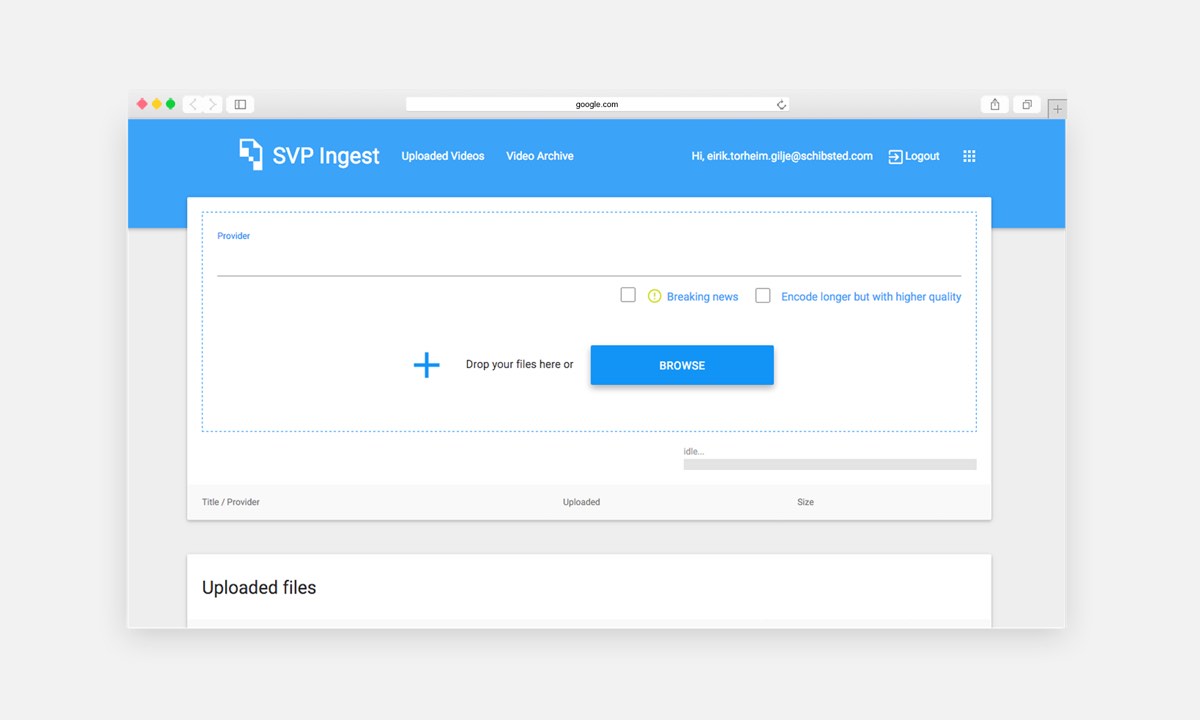 google.com
SVP Ingest Uploaded Videos Video Archive Hi, eirik.torheim.gilje@schibsted.com Logout
Provider
Breaking news Encode longer but with higher quality
Drop your files here or BROWSE
idle...
Title / Provider Uploaded Size
Uploaded files